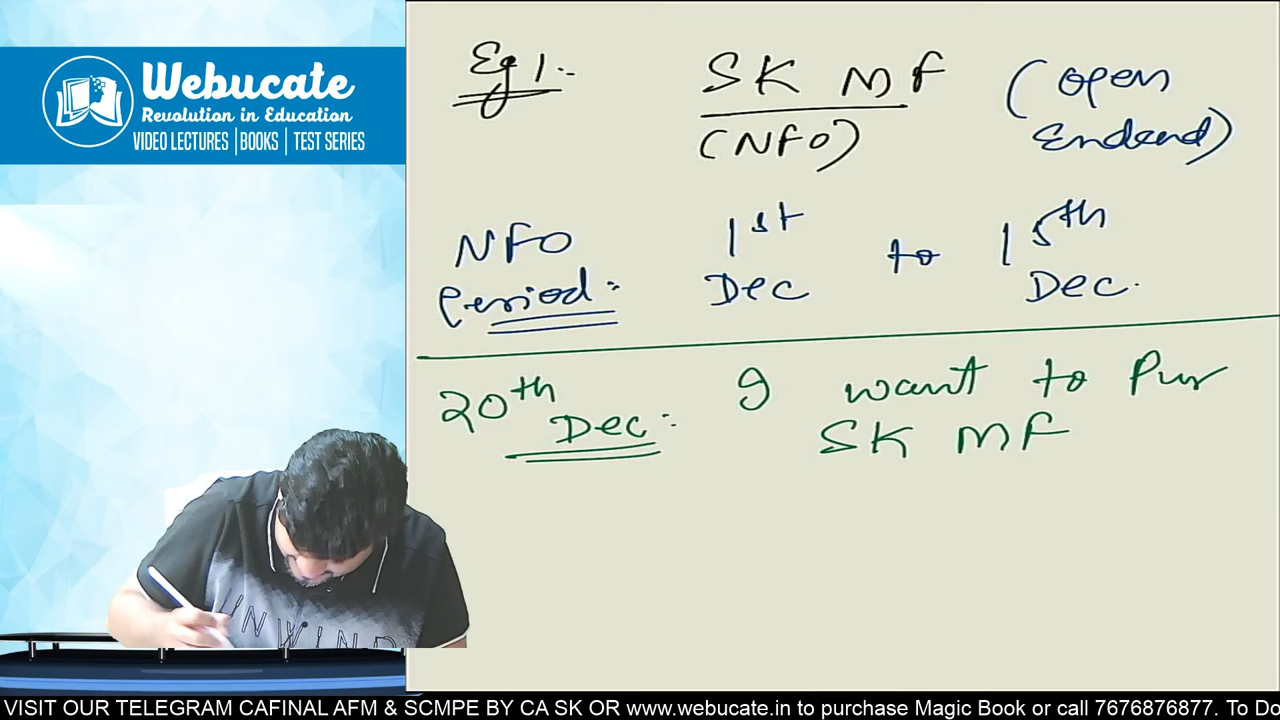 Webucate
Revolution in Education
VIDEO LECTURES | BOOKS | TEST SERIES
Eg 1:-
SK MF (Open
(NFO) Endend)
NFO 1st to 15th
Period:- Dec Dec.
20th I want to Pur
Dec:- SK MF
UNWIND
VISIT OUR TELEGRAM CAFINAL AFM & SCMPE BY CA SK OR www.webucate.in to purchase Magic Book or call 7676876877. To Do